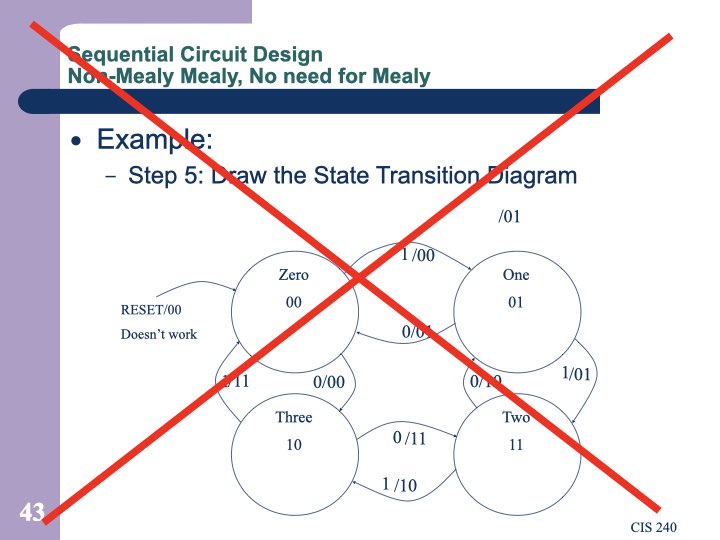 Sequential Circuit Design
Non-Mealy Mealy, No need for Mealy
• Example:
– Step 5: Draw the State Transition Diagram
/01
1 /00
Zero
00
One
01
RESET/00
Doesn't work
0/01
1/11
0/00
0/10
1/01
Three
10
Two
11
0 /11
1 /10
43
CIS 240